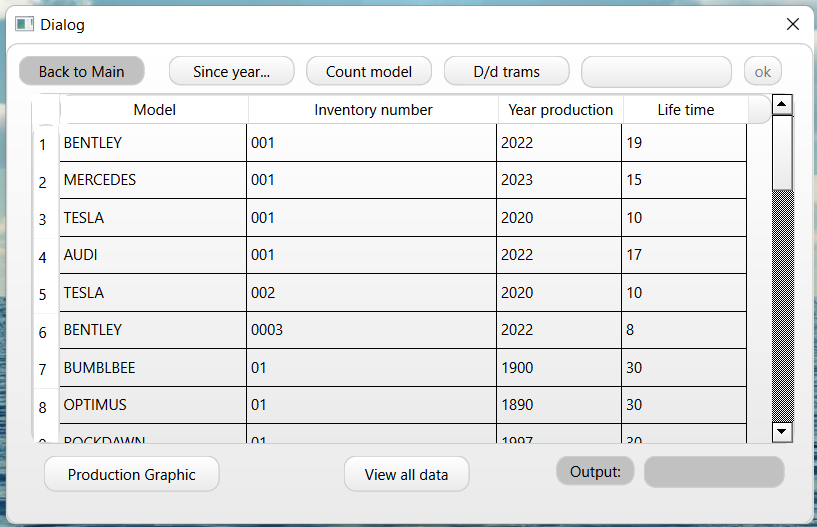 Dialog
Back to Main Since year... Count model D/d trams ok
Model Inventory number Year production Life time
1 BENTLEY 001 2022 19
2 MERCEDES 001 2023 15
3 TESLA 001 2020 10
4 AUDI 001 2022 17
5 TESLA 002 2020 10
6 BENTLEY 0003 2022 8
7 BUMBLBEE 01 1900 30
8 OPTIMUS 01 1890 30
9 ROCKDAWN 01 1997 30
Production Graphic View all data Output: